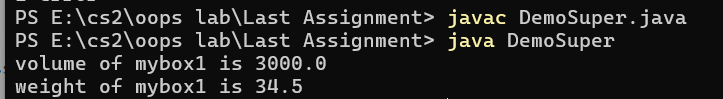 PS E:\cs2\oops lab\Last Assignment> javac DemoSuper.java
PS E:\cs2\oops lab\Last Assignment> java DemoSuper
volume of mybox1 is 3000.0
weight of mybox1 is 34.5